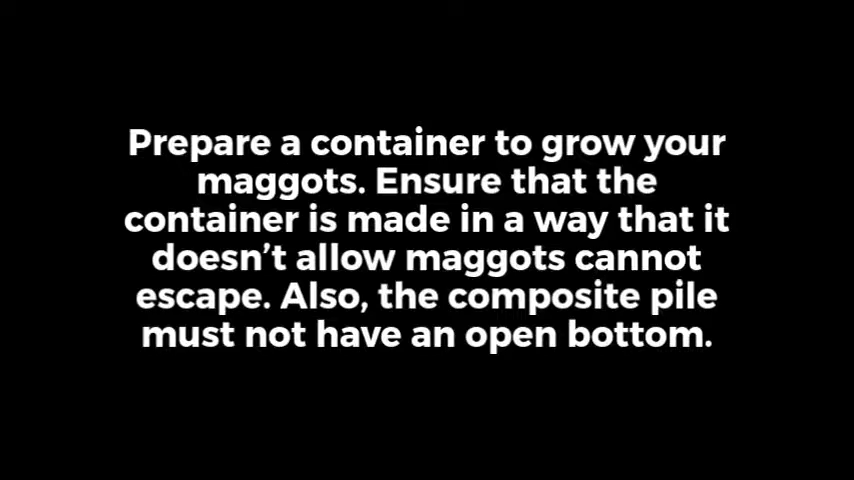 Prepare a container to grow your
maggots. Ensure that the
container is made in a way that it
doesn’t allow maggots cannot
escape. Also, the composite pile
must not have an open bottom.